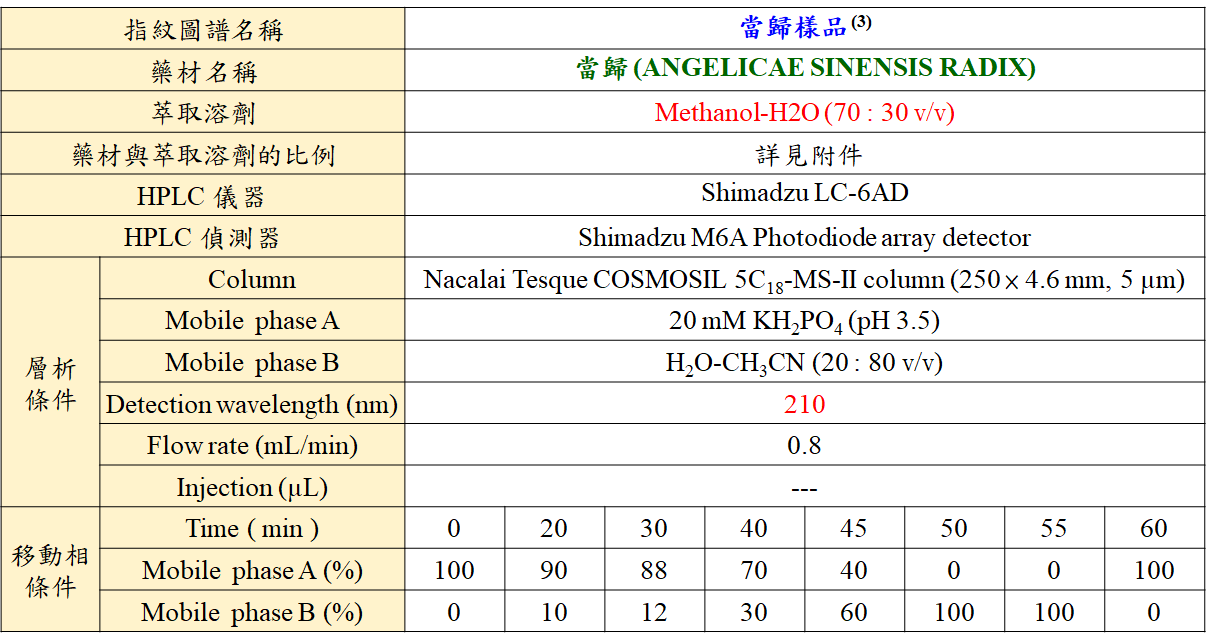 指紋圖譜名稱 當歸樣品(3)
藥材名稱 當歸 (ANGELICAE SINENSIS RADIX)
萃取溶劑 Methanol-H2O (70 : 30 v/v)
藥材與萃取溶劑的比例 詳見附件
HPLC 儀器 Shimadzu LC-6AD
HPLC 偵測器 Shimadzu M6A Photodiode array detector
層析條件
Column Nacalai Tesque COSMOSIL 5C18-MS-II column (250 × 4.6 mm, 5 µm)
Mobile phase A 20 mM KH2PO4 (pH 3.5)
Mobile phase B H2O-CH3CN (20 : 80 v/v)
Detection wavelength (nm) 210
Flow rate (mL/min) 0.8
Injection (µL) ---
移動相條件
Time ( min ) 0 20 30 40 45 50 55 60
Mobile phase A (%) 100 90 88 70 40 0 0 100
Mobile phase B (%) 0 10 12 30 60 100 100 0